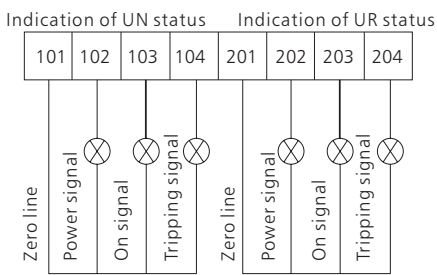 Indication of UN status
Indication of UR status
101 102 103 104 201 202 203 204
Zero line
Power signal
On signal
Tripping signal
Zero line
Power signal
On signal
Tripping signal